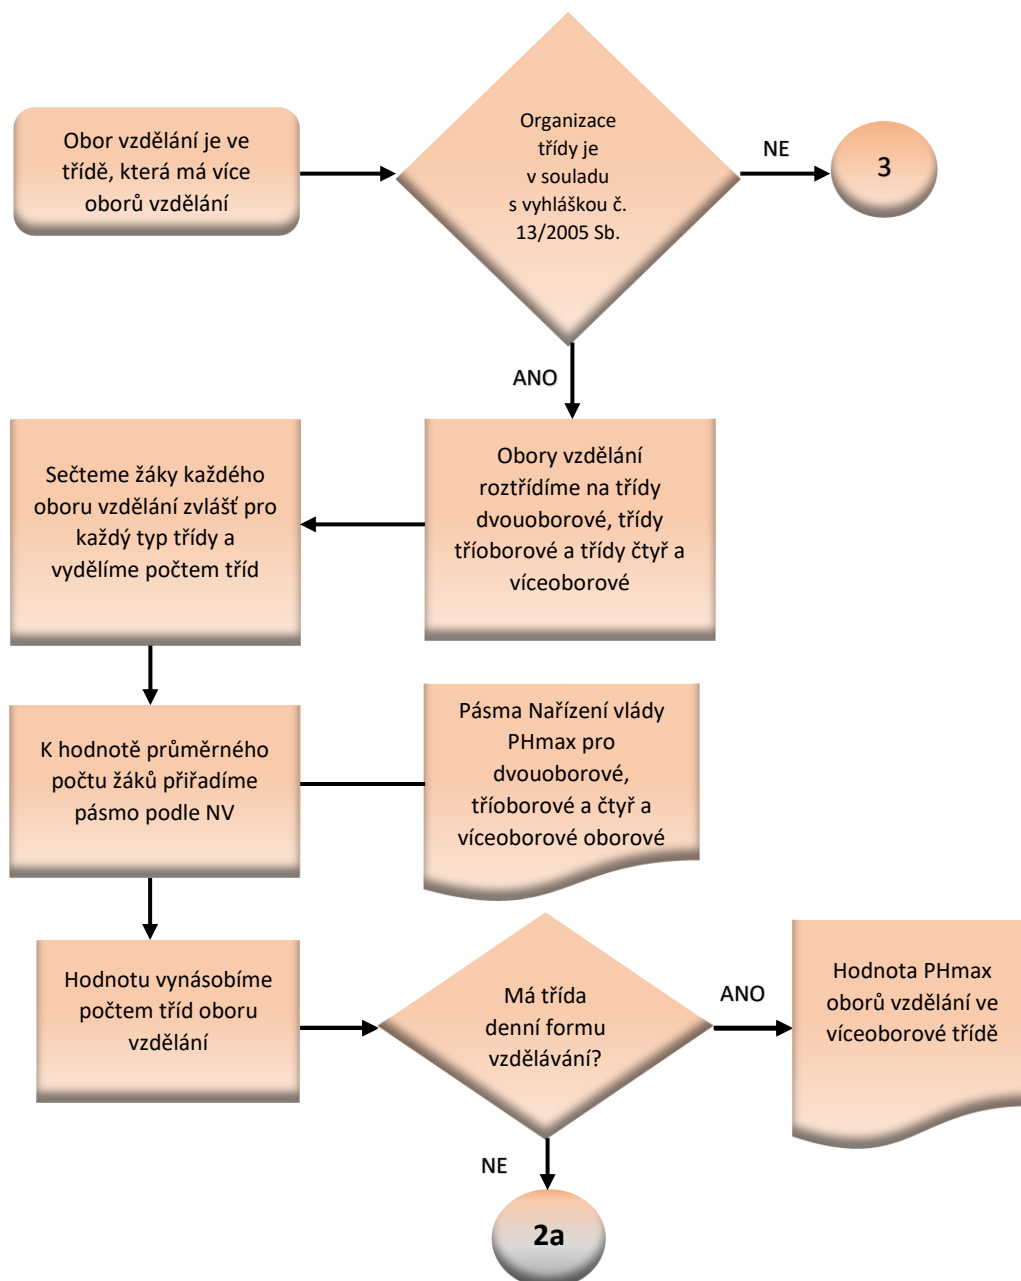 Obor vzdělání je ve
třídě, která má více
oborů vzdělání
Organizace
třídy je
v souladu
s vyhláškou č.
13/2005 Sb.
NE
3
ANO
Obory vzdělání
roztřídíme na třídy
dvouoborové, třídy
tříoborové a třídy čtyř a
víceoborové
Sečteme žáky každého
oboru vzdělání zvlášť pro
každý typ třídy a
vydělíme počtem tříd
K hodnotě průměrného
počtu žáků přiřadíme
pásmo podle NV
Pásma Nařízení vlády
PHmax pro
dvouoborové,
tříoborové a čtyř a
víceoborové oborové
Hodnotu vynásobíme
počtem tříd oboru
vzdělání
Má třída
denní formu
vzdělávání?
ANO
Hodnota PHmax
oborů vzdělání ve
víceoborové třídě
NE
2a